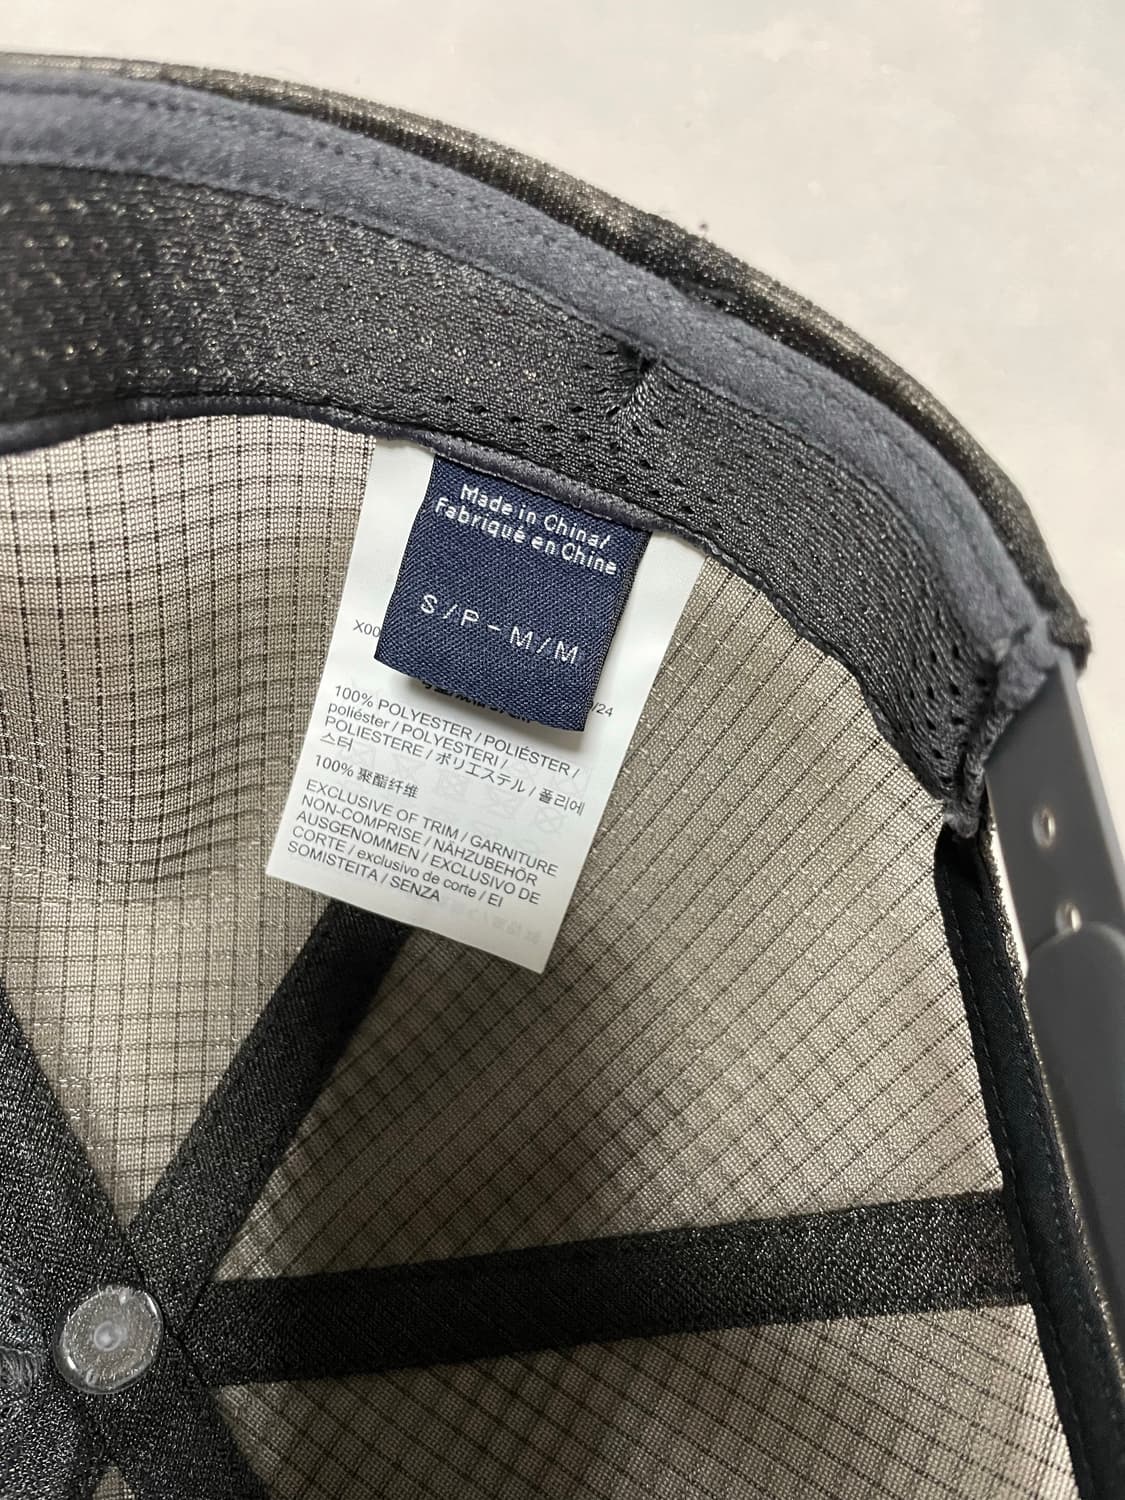 Made in China/
Fabriqué en Chine
S/P-M/M
X00
/24
100% POLYESTER / POLIÉSTER /
poliéster / POLYESTERI /
POLIESTERE / ポリエステル / 폴리에
스터
100% 聚酯纤维
EXCLUSIVE OF TRIM / GARNITURE
NON-COMPRISE / NÄHZUBEHÖR
AUSGENOMMEN / EXCLUSIVO DE
CORTE / exclusivo de corte / EI
SOMISTEITA / SENZA